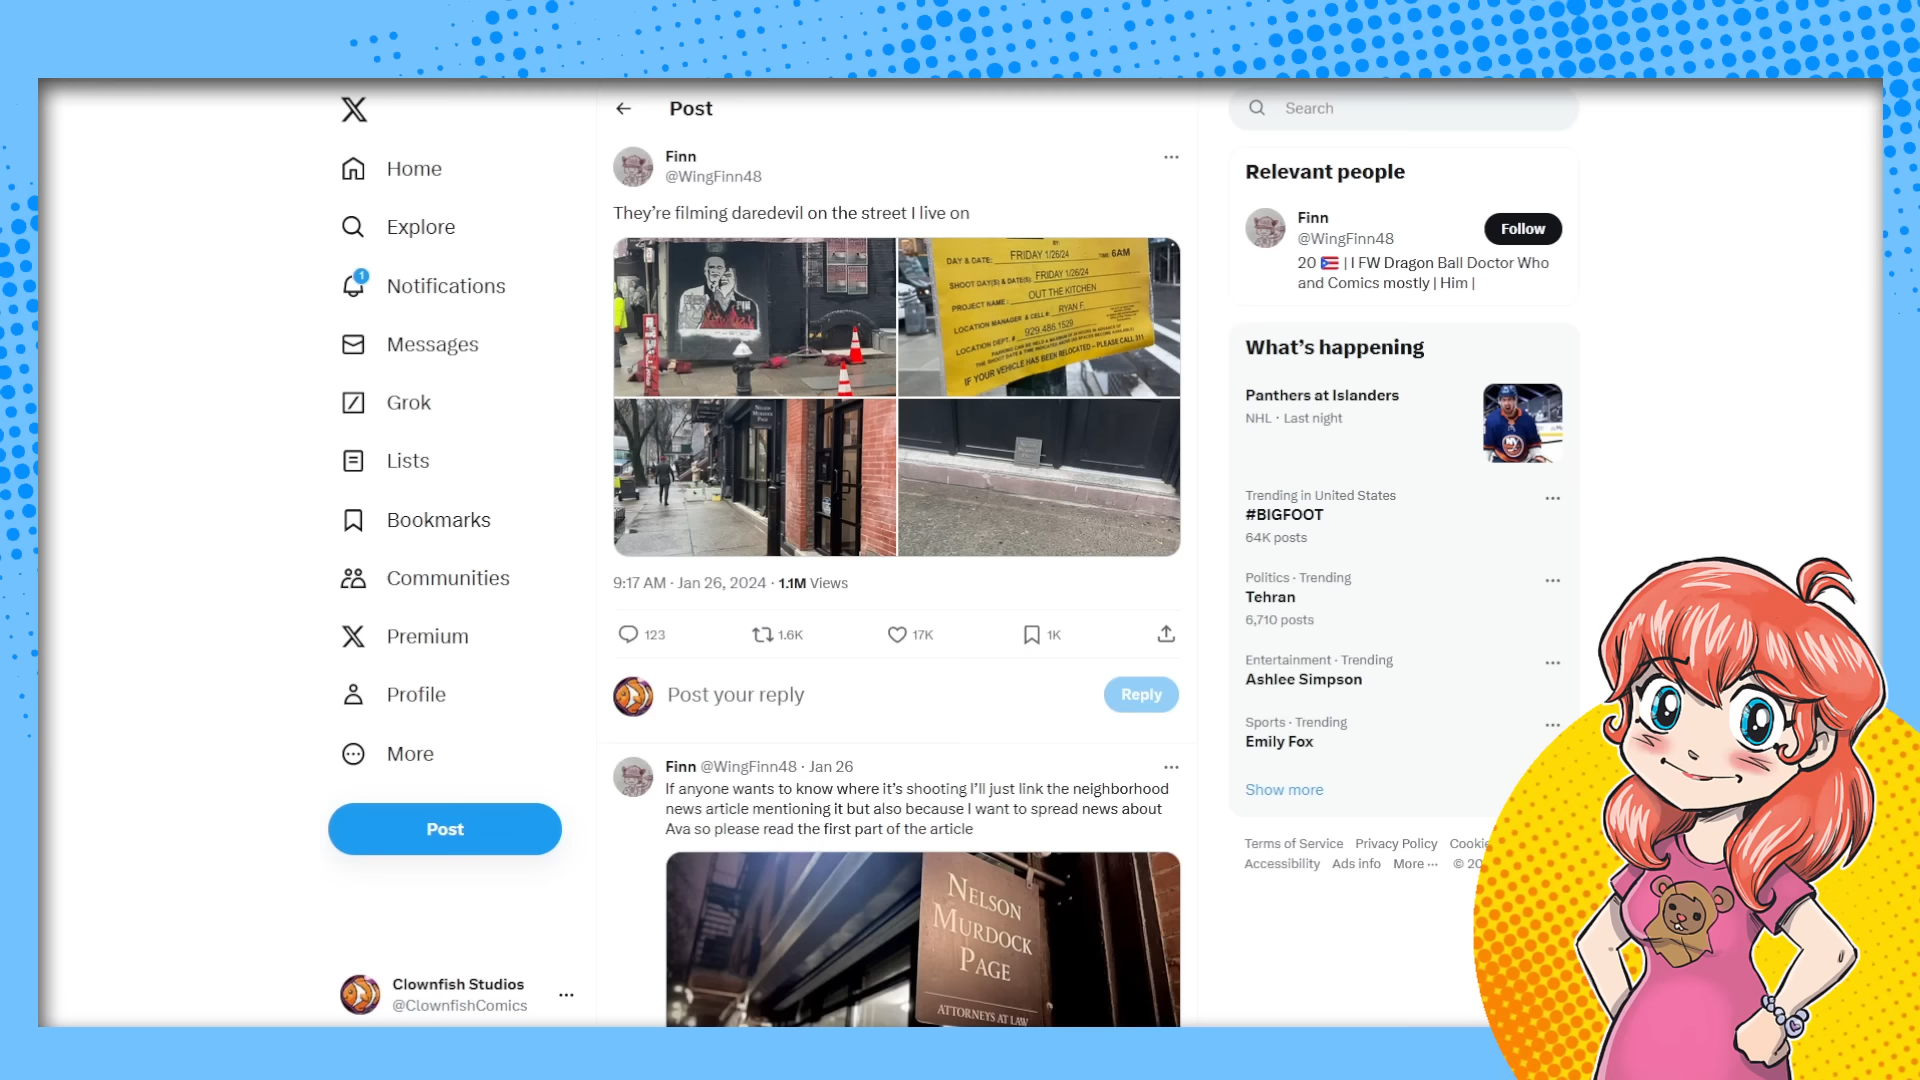 Home
Explore
1
Notifications
Messages
Grok
Lists
Bookmarks
Communities
Premium
Profile
More
Post
Clownfish Studios
@ClownfishComics
Post
Finn
@WingFinn48
They’re filming daredevil on the street I live on
DAY & DATE: FRIDAY 1/26/24 TIME: 6AM
SHOOT DAY(S) & DATE(S): FRIDAY 1/26/24
PROJECT NAME: OUT THE KITCHEN
LOCATION MANAGER & CELL#: RYAN F.
LOCATION DEPT. # 929.486.1529
IF YOUR VEHICLE HAS BEEN RELOCATED - PLEASE CALL 311
NELSON
MURDOCK
PAGE
9:17 AM · Jan 26, 2024 · 1.1M Views
123
1.6K
17K
1K
Post your reply
Reply
Finn @WingFinn48 · Jan 26
If anyone wants to know where it’s shooting I’ll just link the neighborhood
news article mentioning it but also because I want to spread news about
Ava so please read the first part of the article
NELSON
MURDOCK
PAGE
ATTORNEYS AT LAW
Search
Relevant people
Finn
@WingFinn48
Follow
20 🇵🇷 | I FW Dragon Ball Doctor Who
and Comics mostly | Him |
What’s happening
Panthers at Islanders
NHL · Last night
Trending in United States
#BIGFOOT
64K posts
Politics · Trending
Tehran
6,710 posts
Entertainment · Trending
Ashlee Simpson
Sports · Trending
Emily Fox
Show more
Terms of Service Privacy Policy Cookie
Accessibility Ads info More ··· © 20